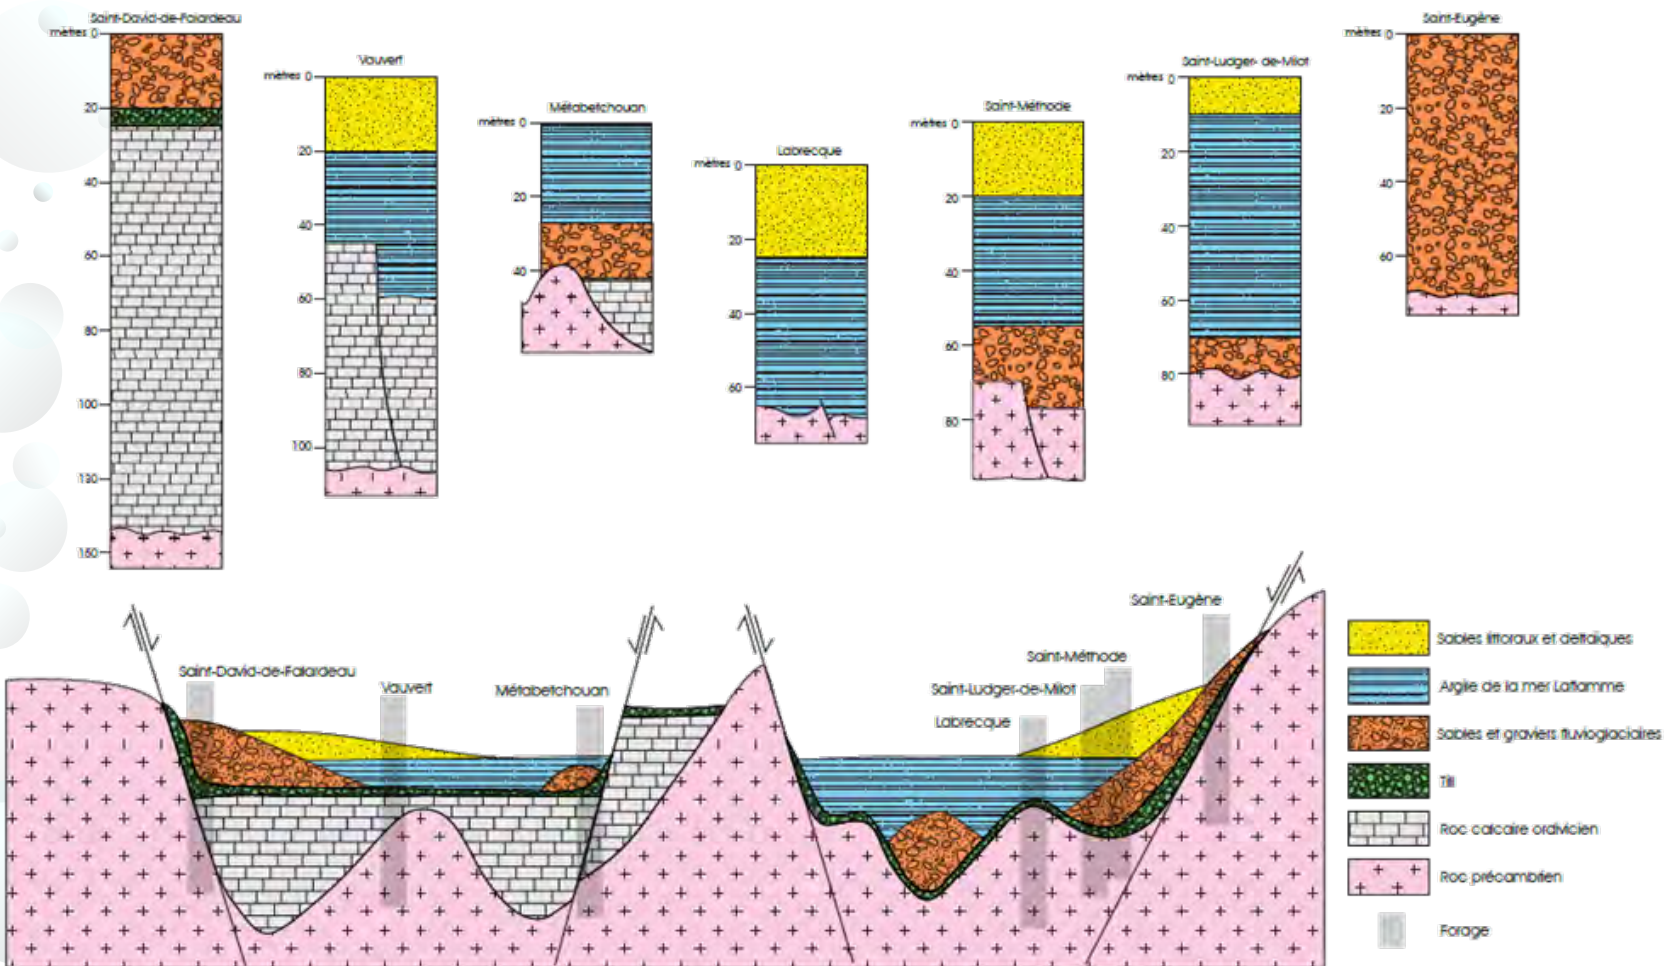 Saint-David-de-Falardeau
mètres 0
20
40
60
80
100
130
150
Vauvert
mètres 0
20
40
60
80
100
Métabetchouan
mètres 0
20
40
Labrecque
mètres 0
20
40
60
Saint-Méthode
mètres 0
20
40
60
80
Saint-Ludger- de-Milot
mètres 0
20
40
60
80
Saint-Eugène
mètres 0
20
40
60
Saint-David-de-Falardeau
Vauvert
Métabetchouan
Labrecque
Saint-Ludger-de-Milot
Saint-Méthode
Saint-Eugène
Sables littoraux et deltaïques
Argile de la mer Laflamme
Sables et graviers fluvioglaciaires
Till
Roc calcaire ordivicien
Roc précambrien
Forage